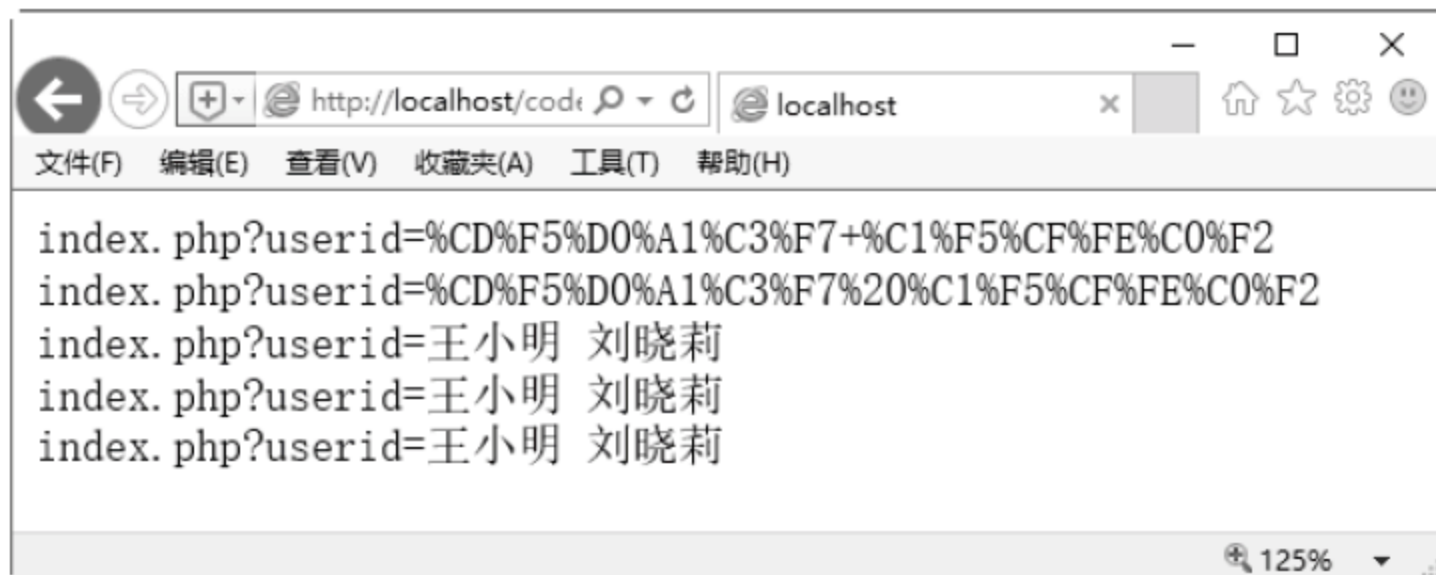 http://localhost/code
localhost
文件(F) 编辑(E) 查看(V) 收藏夹(A) 工具(T) 帮助(H)
index.php?userid=%CD%F5%D0%A1%C3%F7+%C1%F5%CF%FE%C0%F2
index.php?userid=%CD%F5%D0%A1%C3%F7%20%C1%F5%CF%FE%C0%F2
index.php?userid=王小明 刘晓莉
index.php?userid=王小明 刘晓莉
index.php?userid=王小明 刘晓莉
125%